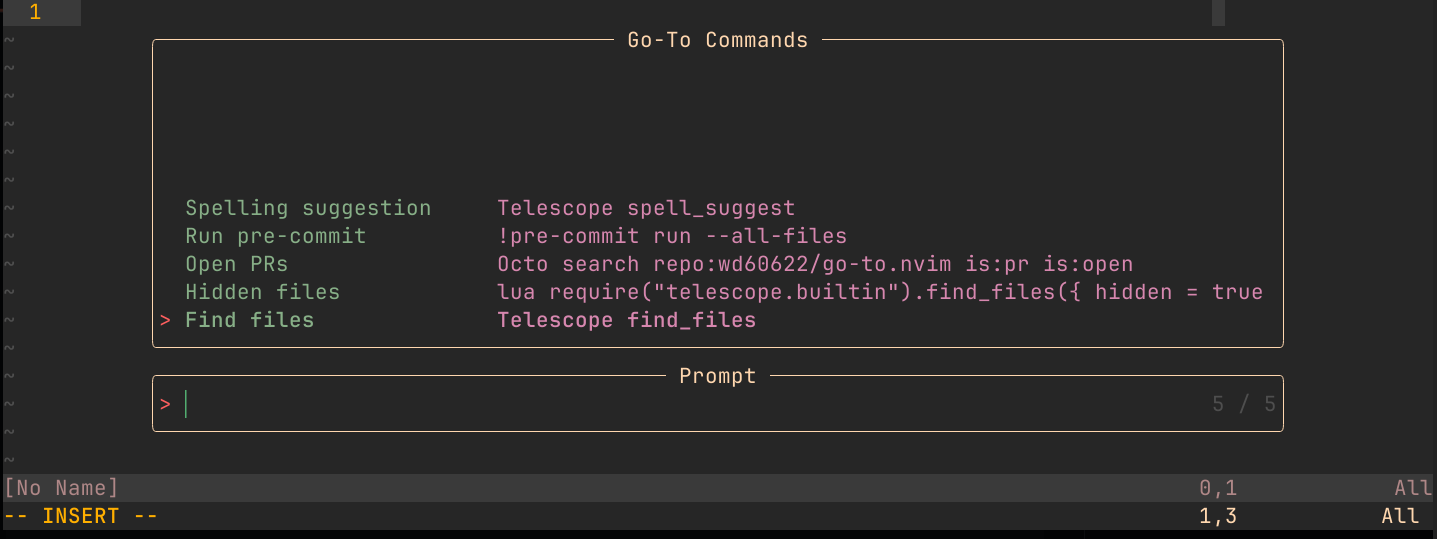 1
~
~ Go-To Commands
~
~
~
~
~
~ Spelling suggestion Telescope spell_suggest
~ Run pre-commit !pre-commit run --all-files
~ Open PRs Octo search repo:wd60622/go-to.nvim is:pr is:open
~ Hidden files lua require("telescope.builtin").find_files({ hidden = true
~ > Find files Telescope find_files
~
~ Prompt
~ > 5 / 5
~
~
[No Name] 0,1 All
-- INSERT -- 1,3 All